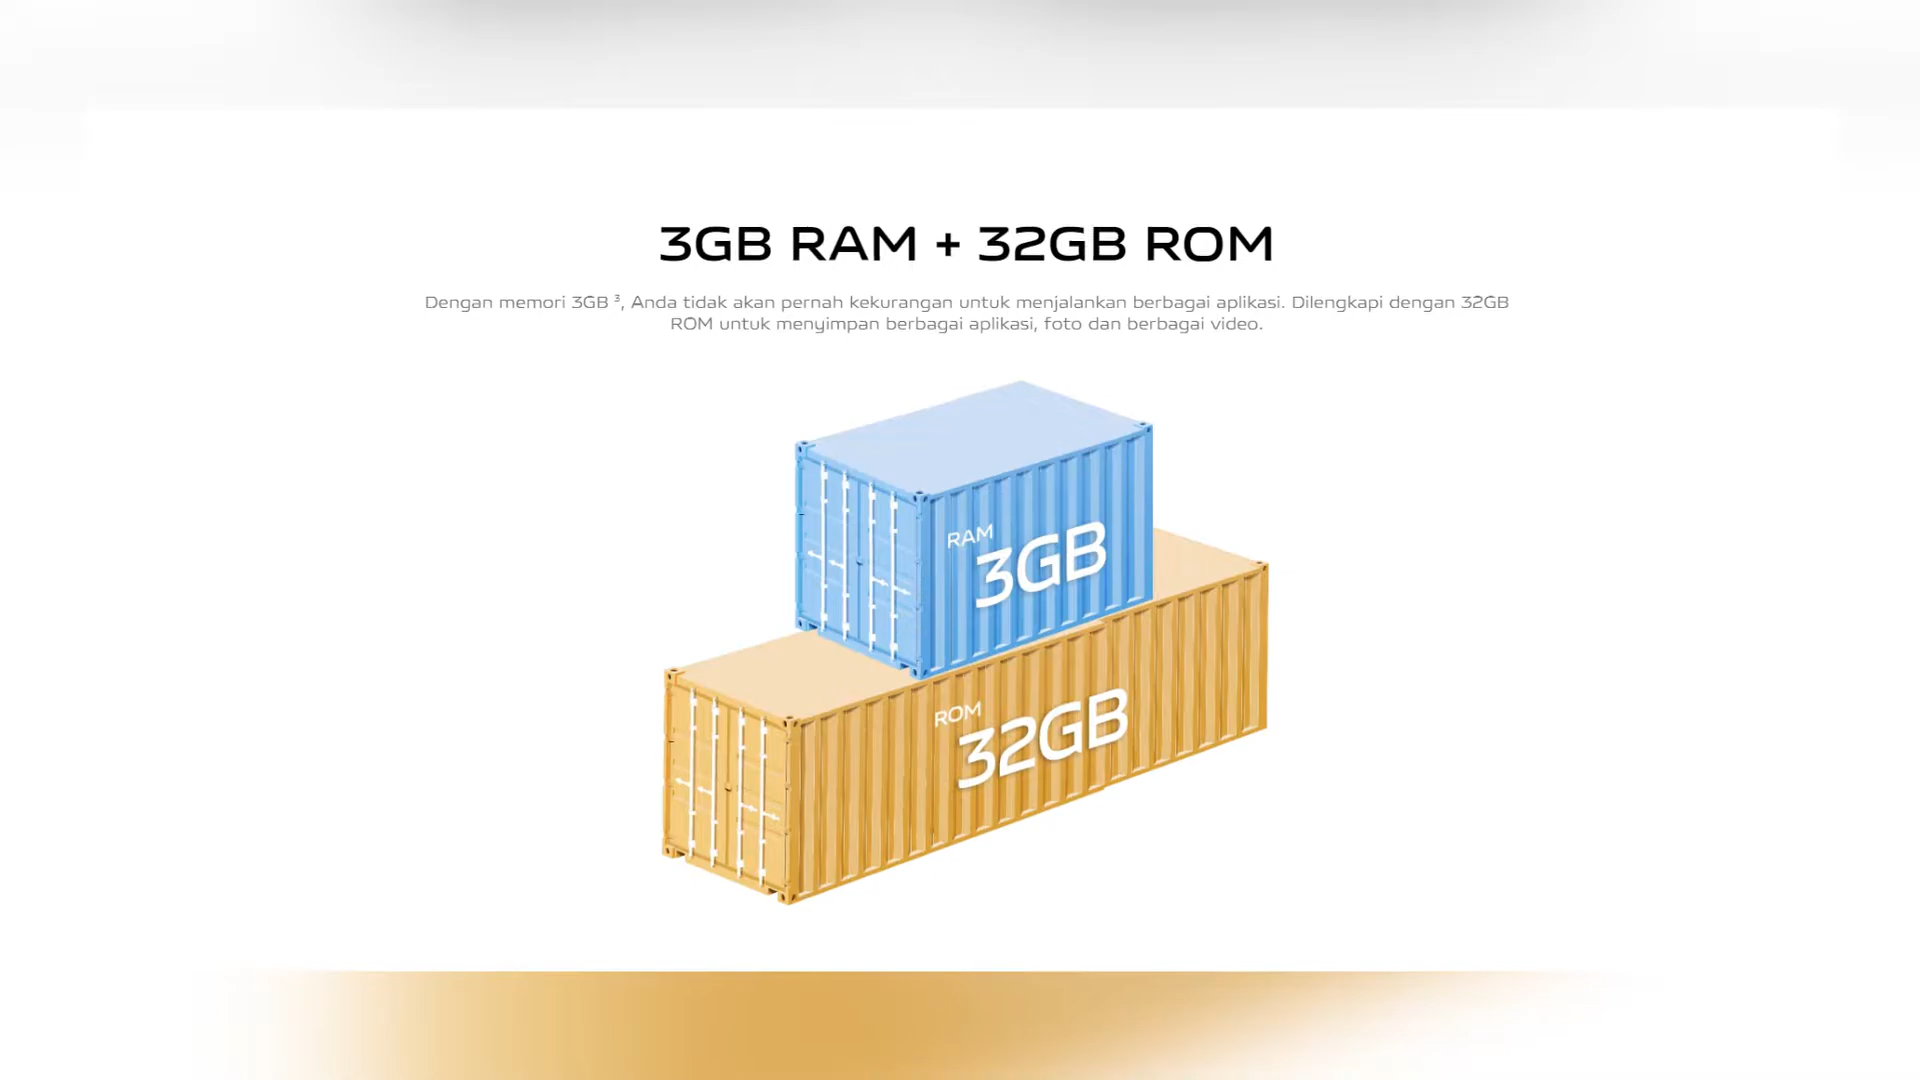 3GB RAM + 32GB ROM
Dengan memori 3GB ³, Anda tidak akan pernah kekurangan untuk menjalankan berbagai aplikasi. Dilengkapi dengan 32GB
ROM untuk menyimpan berbagai aplikasi, foto dan berbagai video.
RAM
3GB
ROM
32GB